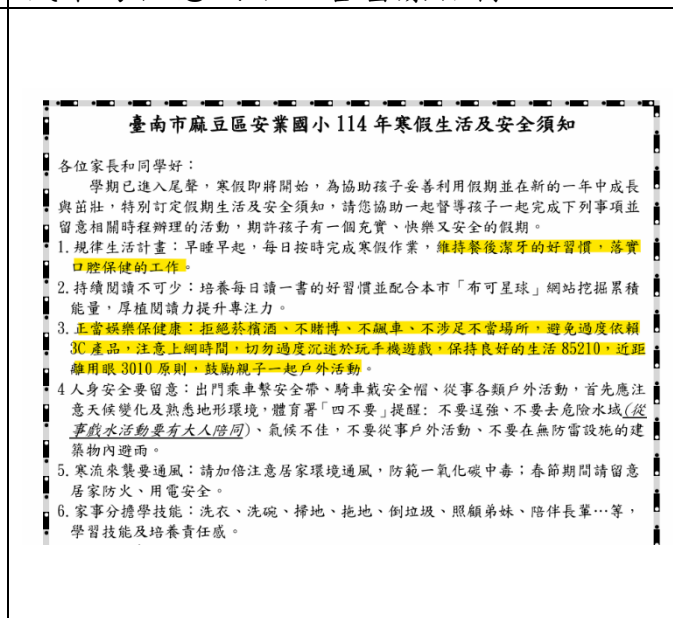 臺南市麻豆區安業國小 114 年寒假生活及安全須知
各位家長和同學好：
學期已進入尾聲，寒假即將開始，為協助孩子妥善利用假期並在新的一年中成長
與茁壯，特別訂定假期生活及安全須知，請您協助一起督導孩子一起完成下列事項並
留意相關時程辦理的活動，期許孩子有一個充實、快樂又安全的假期。
1.規律生活計畫：早睡早起，每日按時完成寒假作業，維持餐後潔牙的好習慣，落實
口腔保健的工作。
2.持續閱讀不可少：培養每日讀一書的好習慣並配合本市「布可星球」網站挖掘累積
能量，厚植閱讀力提升專注力。
3.正當娛樂保健康：拒絕菸檳酒、不賭博、不飆車、不涉足不當場所，避免過度依賴
3C 產品，注意上網時間，切勿過度沉迷於玩手機遊戲，保持良好的生活 85210，近距
離用眼 3010 原則，鼓勵親子一起戶外活動。
4 人身安全要留意：出門乘車繫安全帶、騎車戴安全帽、從事各類戶外活動，首先應注
意天候變化及熟悉地形環境，體育署「四不要」提醒：不要逞強、不要去危險水域(從
事戲水活動要有大人陪同)、氣候不佳，不要從事戶外活動、不要在無防雷設施的建
築物內避雨。
5.寒流來襲要通風：請加倍注意居家環境通風，防範一氧化碳中毒；春節期間請留意
居家防火、用電安全。
6.家事分擔學技能：洗衣、洗碗、掃地、拖地、倒垃圾、照顧弟妹、陪伴長輩…等，
學習技能及培養責任感。